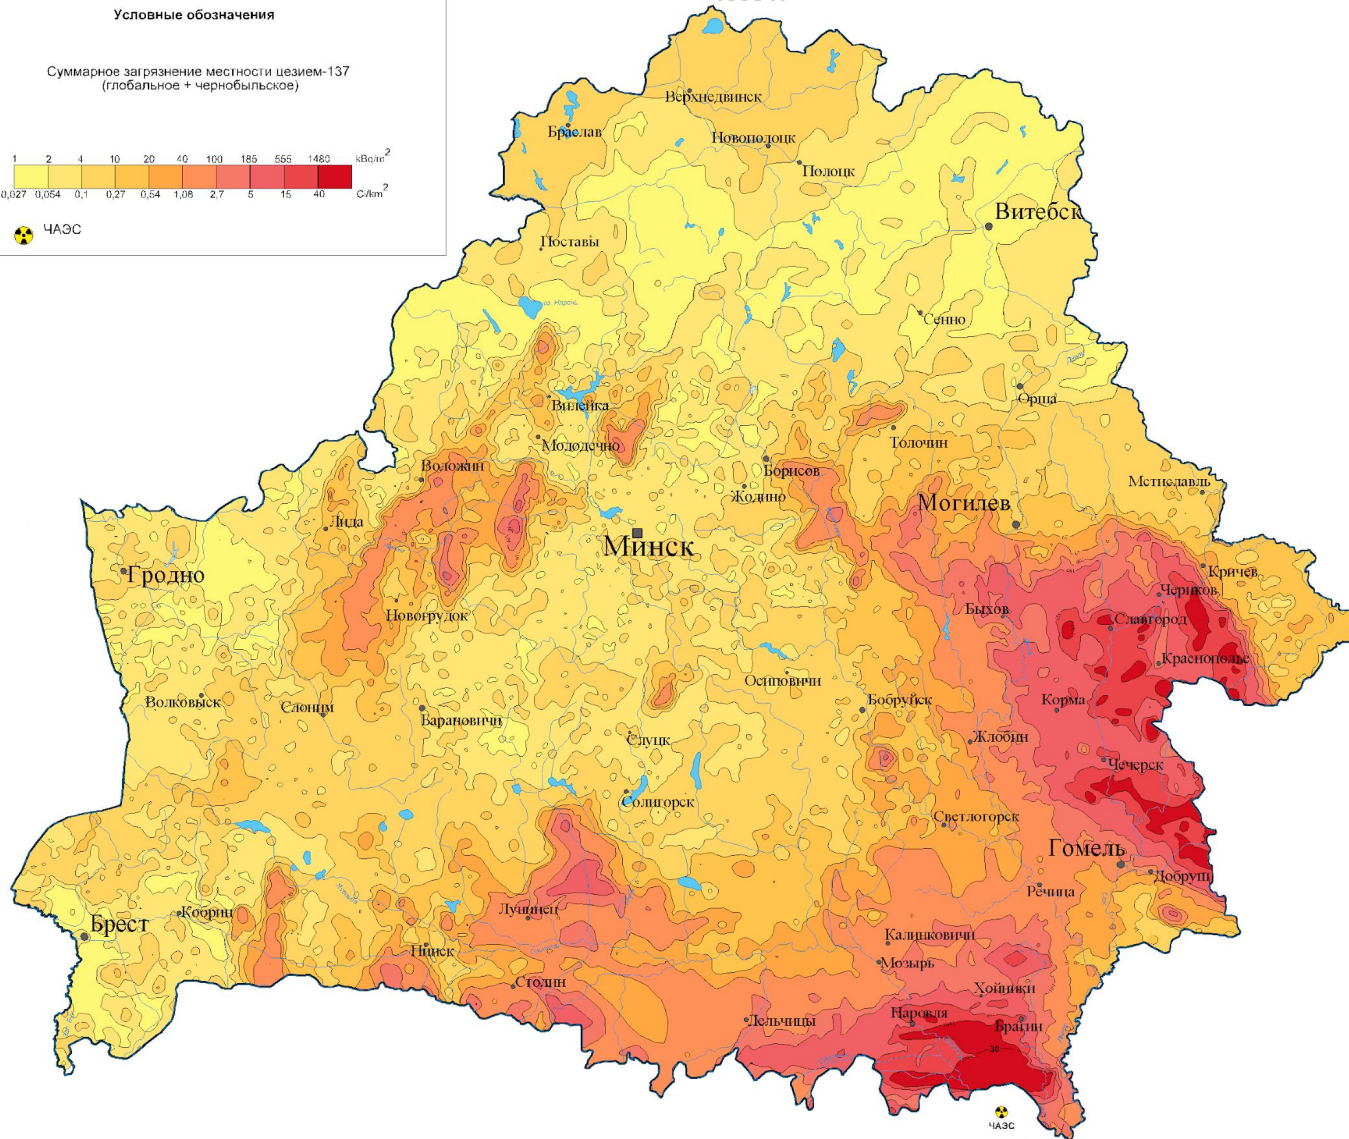 Условные обозначения
Суммарное загрязнение местности цезием-137
(глобальное + чернобыльское)
1 2 4 10 20 40 100 185 555 1480 kBq/m²
0,027 0,054 0,1 0,27 0,54 1,08 2,7 5 15 40 Ci/km²
ЧАЭС
Верхнедвинск
Браслав
Новополоцк
Полоцк
Витебск
Поставы
оз. Нарочь
Сенно
Орша
Вилейка
Толочин
Молодечно
Воложин
Борисов
Жодино
Мстиславль
Могилев
Лида
Минск
Гродно
Кричев
Чериков
Новогрудок
Быхов
Славгород
Краснополье
Осиповичи
Волковыск
Слоним
Барановичи
Бобруйск
Корма
Слуцк
Жлобин
Чечерск
Солигорск
Светлогорск
Гомель
Добруш
Речица
Лунинец
Кобрин
Брест
Калинковичи
Пинск
Мозырь
Столин
Хойники
Наровля
Лельчицы
Брагин
30
ЧАЭС